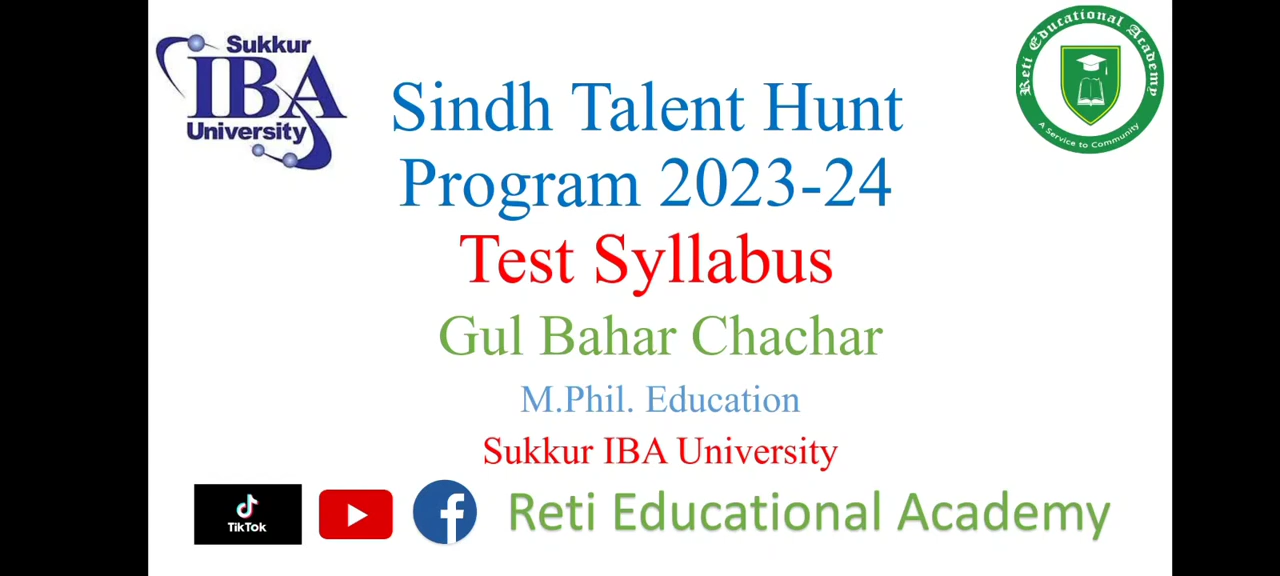 Sukkur
IBA
University
Reti Educational Academy
A Service to Community
Sindh Talent Hunt
Program 2023-24
Test Syllabus
Gul Bahar Chachar
M.Phil. Education
Sukkur IBA University
TikTok
Reti Educational Academy